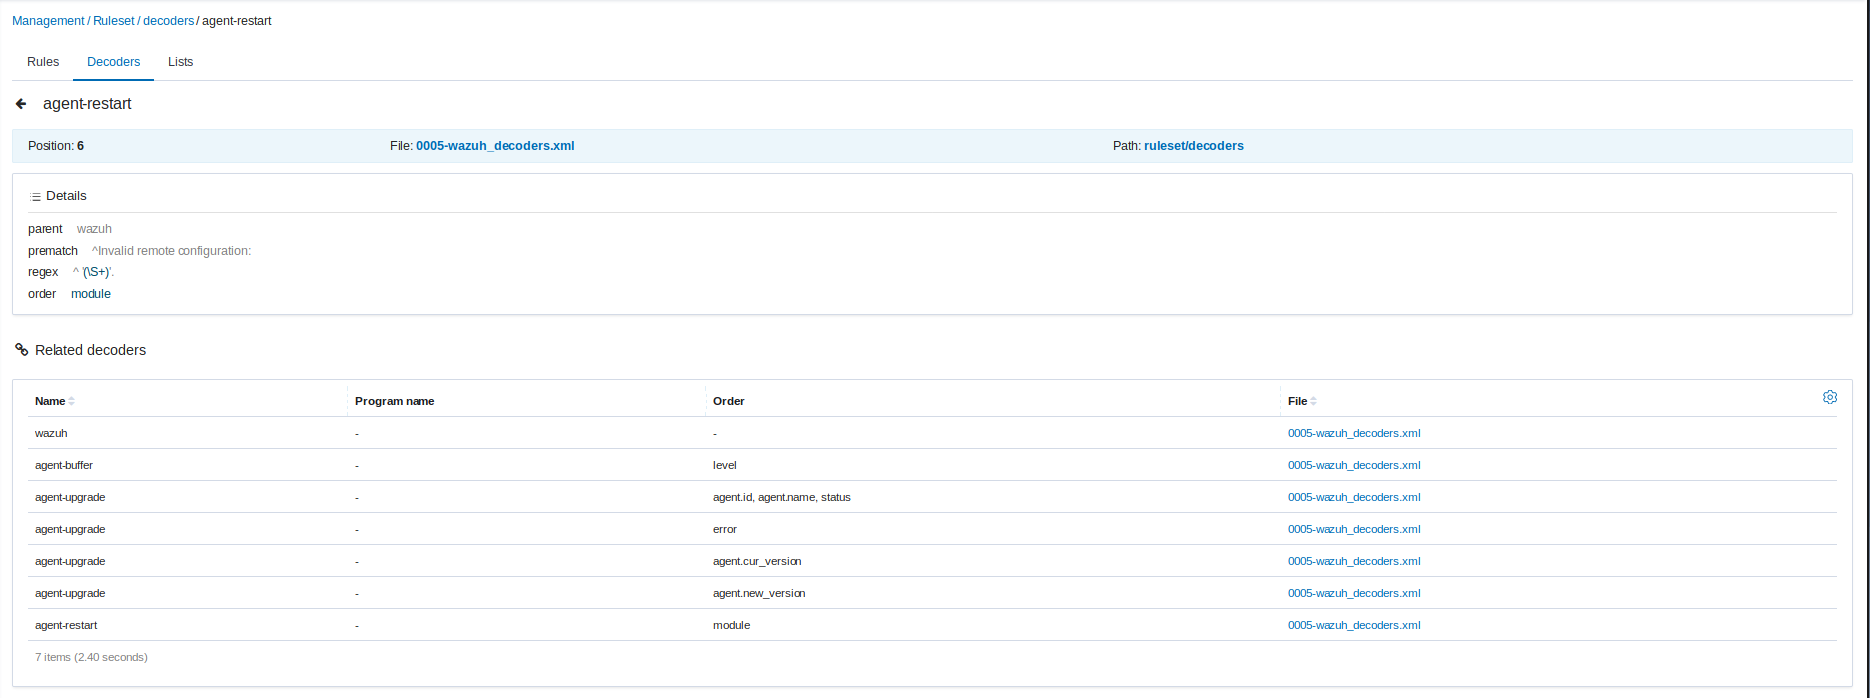 Management / Ruleset / decoders / agent-restart
Rules Decoders Lists
agent-restart
Position: 6 File: 0005-wazuh_decoders.xml Path: ruleset/decoders
Details
parent wazuh
prematch ^Invalid remote configuration:
regex ^ '(\S+)'.
order module
Related decoders
Name Program name Order File
wazuh - - 0005-wazuh_decoders.xml
agent-buffer - level 0005-wazuh_decoders.xml
agent-upgrade - agent.id, agent.name, status 0005-wazuh_decoders.xml
agent-upgrade - error 0005-wazuh_decoders.xml
agent-upgrade - agent.cur_version 0005-wazuh_decoders.xml
agent-upgrade - agent.new_version 0005-wazuh_decoders.xml
agent-restart - module 0005-wazuh_decoders.xml
7 items (2.40 seconds)